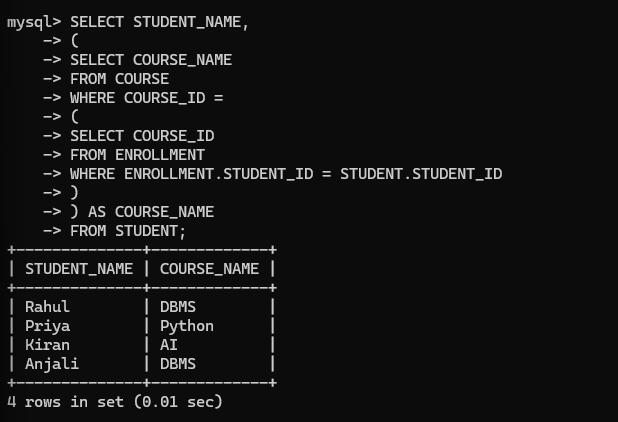 mysql> SELECT STUDENT_NAME,
    -> (
    -> SELECT COURSE_NAME
    -> FROM COURSE
    -> WHERE COURSE_ID =
    -> (
    -> SELECT COURSE_ID
    -> FROM ENROLLMENT
    -> WHERE ENROLLMENT.STUDENT_ID = STUDENT.STUDENT_ID
    -> )
    -> ) AS COURSE_NAME
    -> FROM STUDENT;
+--------------+-------------+
| STUDENT_NAME | COURSE_NAME |
+--------------+-------------+
| Rahul        | DBMS        |
| Priya        | Python      |
| Kiran        | AI          |
| Anjali       | DBMS        |
+--------------+-------------+
4 rows in set (0.01 sec)